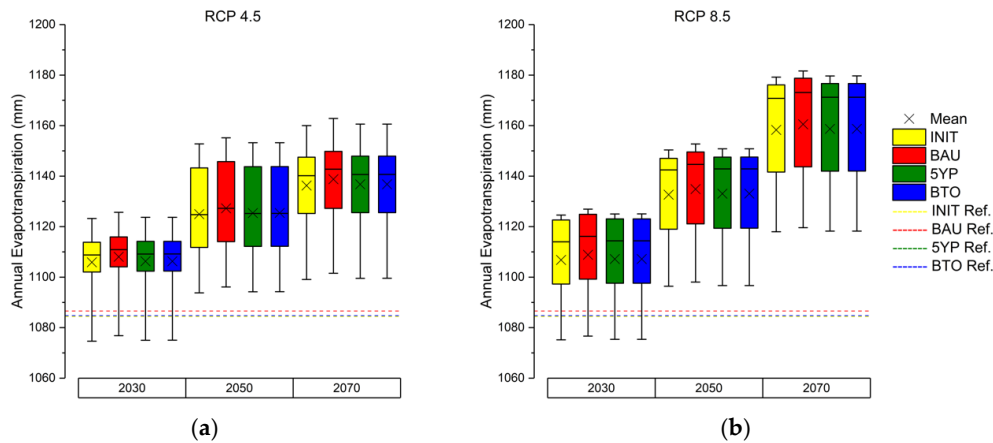 RCP 4.5
Annual Evapotranspiration (mm)
1200
1180
1160
1140
1120
1100
1080
1060
2030 2050 2070
(a)
RCP 8.5
Annual Evapotranspiration (mm)
1200
1180
1160
1140
1120
1100
1080
1060
2030 2050 2070
(b)
Mean
INIT
BAU
5YP
BTO
INIT Ref.
BAU Ref.
5YP Ref.
BTO Ref.